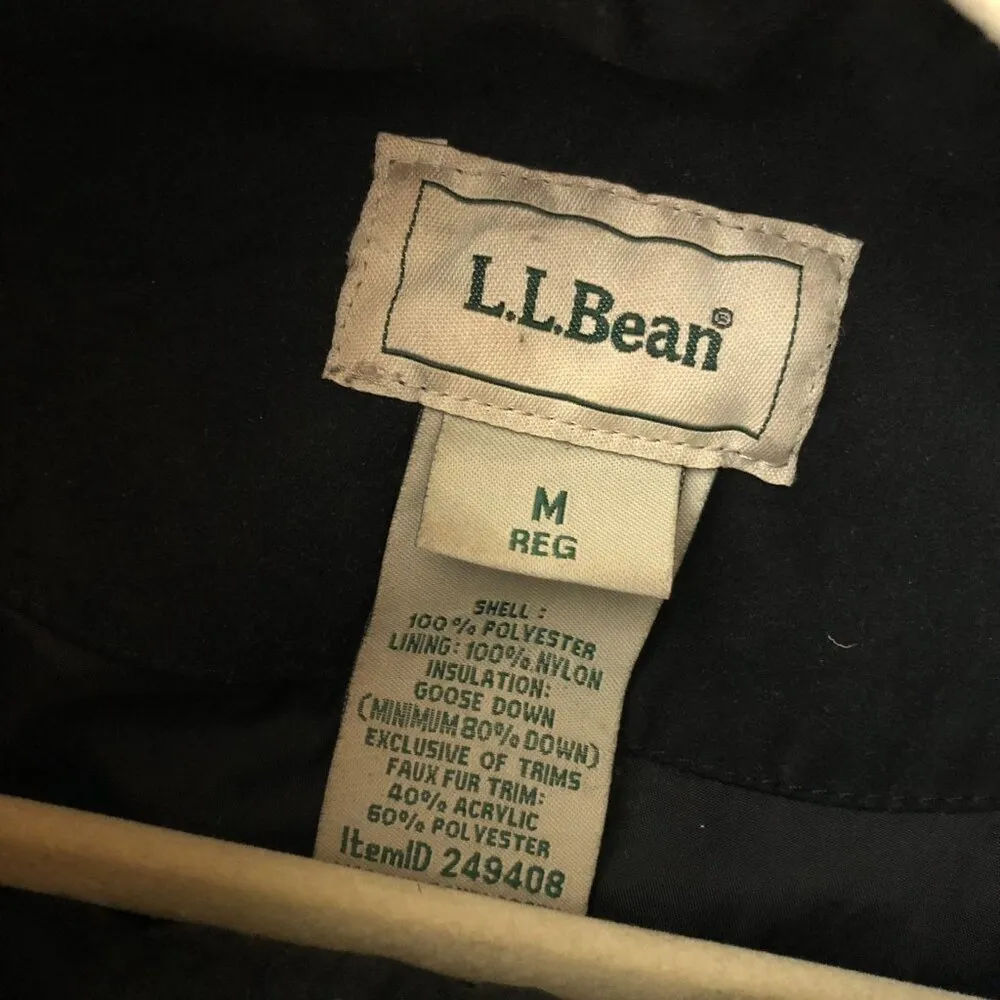 L.L.Bean®
M
REG
SHELL :
100% POLYESTER
LINING: 100% NYLON
INSULATION:
GOOSE DOWN
(MINIMUM 80% DOWN)
EXCLUSIVE OF TRIMS
FAUX FUR TRIM:
40% ACRYLIC
60% POLYESTER
ItemID 249408